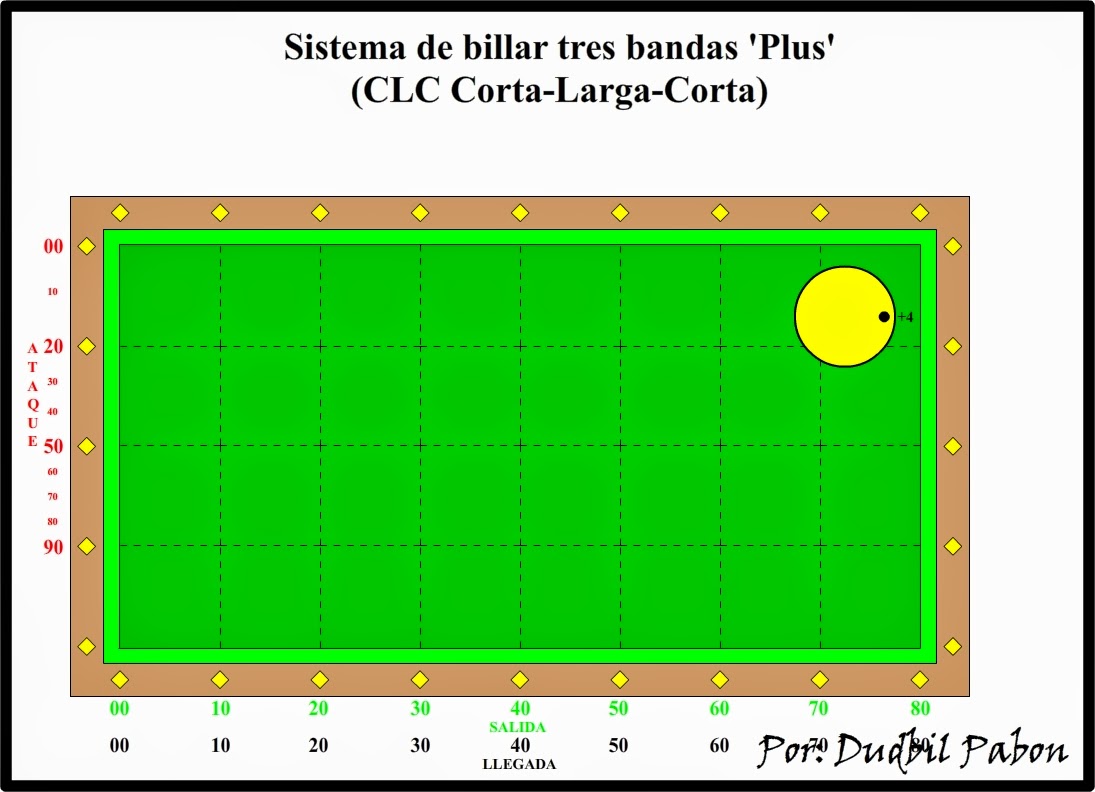 Sistema de billar tres bandas 'Plus'
(CLC Corta-Larga-Corta)
00
10
20
30
40
50
60
70
80
90
ATAQUE
+4
00 10 20 30 40 50 60 70 80
SALIDA
00 10 20 30 40 50 60 70 80
LLEGADA
Por: Dudbil Pabon